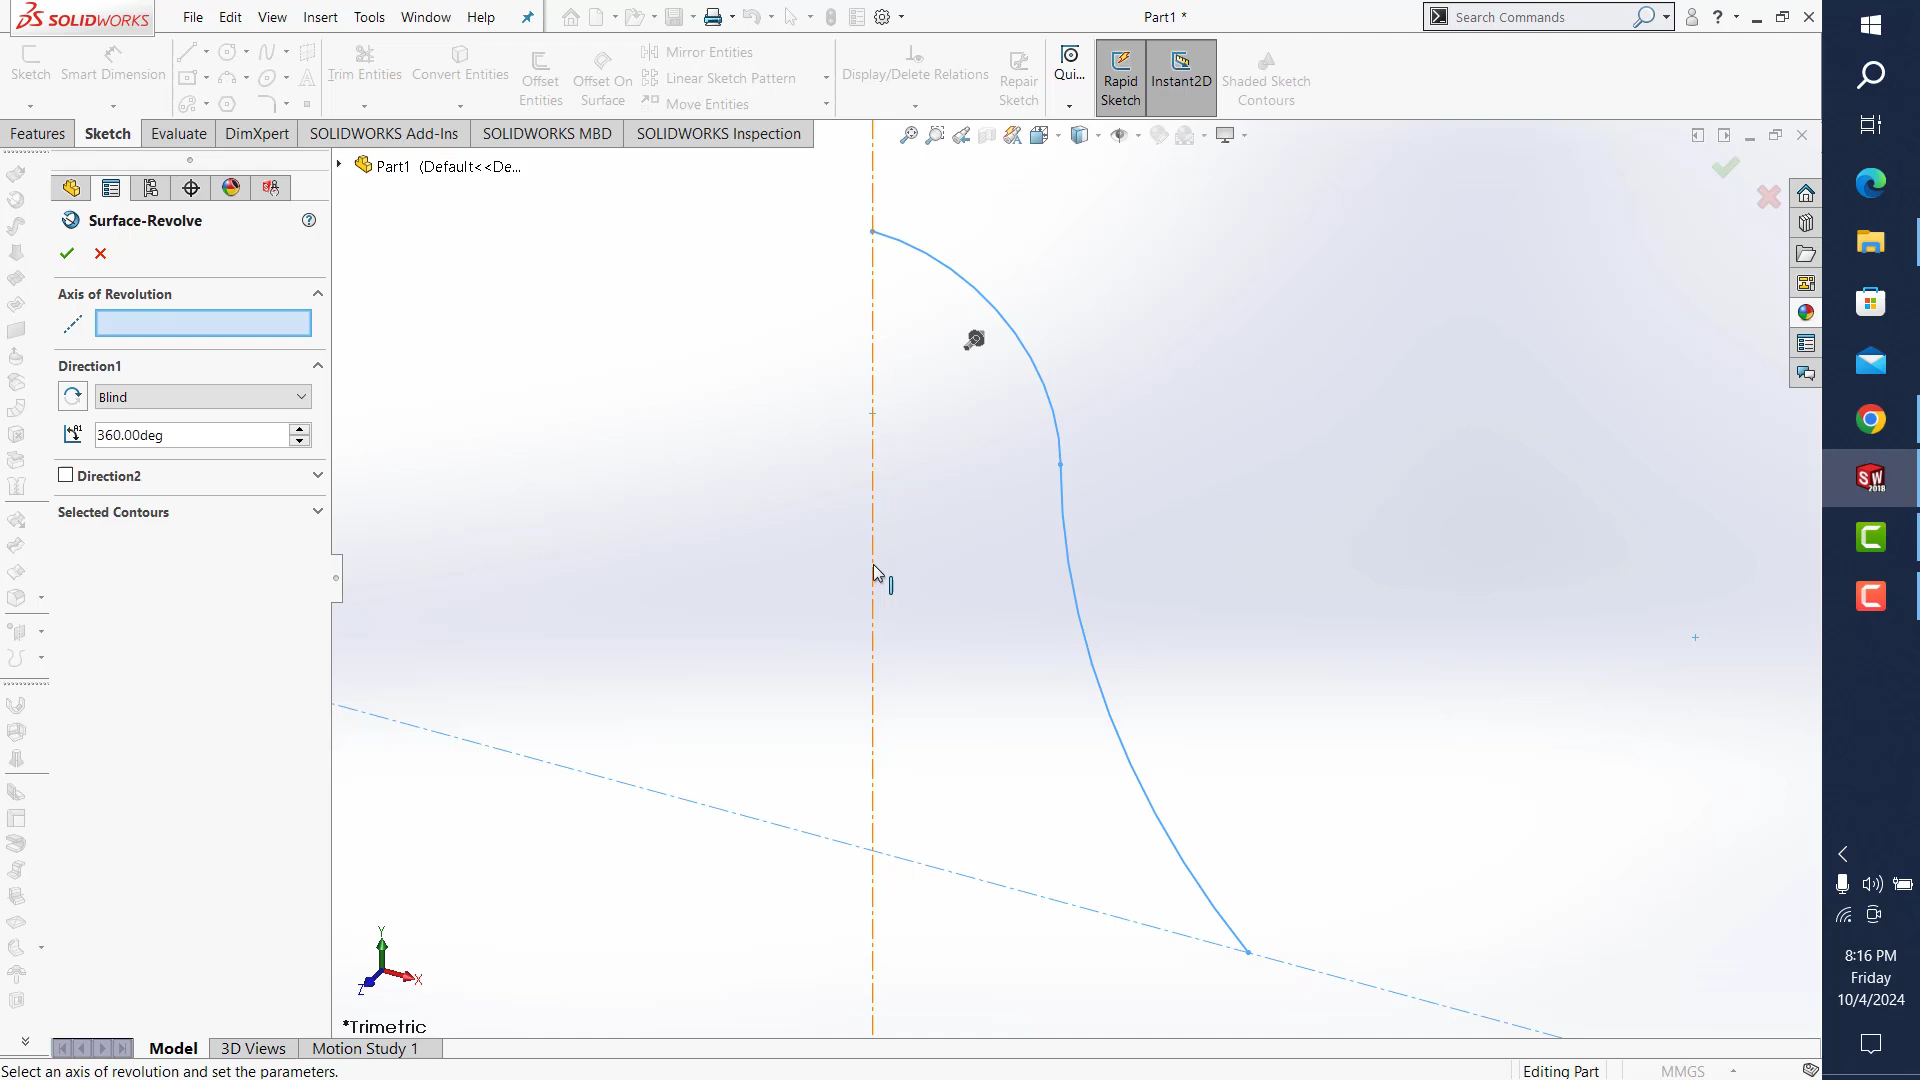 SOLIDWORKS
File Edit View Insert Tools Window Help
Part1 *
Search Commands
Sketch
Smart Dimension
Trim Entities
Convert Entities
Offset Entities
Offset On Surface
Mirror Entities
Linear Sketch Pattern
Move Entities
Display/Delete Relations
Repair Sketch
Qui...
Rapid Sketch
Instant2D
Shaded Sketch Contours
Features Sketch Evaluate DimXpert SOLIDWORKS Add-Ins SOLIDWORKS MBD SOLIDWORKS Inspection
Part1 (Default<<De...
Surface-Revolve
Axis of Revolution
Direction1
Blind
360.00deg
Direction2
Selected Contours
Y
X
Z
*Trimetric
Model 3D Views Motion Study 1
Select an axis of revolution and set the parameters.
Editing Part
MMGS
SW
2018
8:16 PM
Friday
10/4/2024